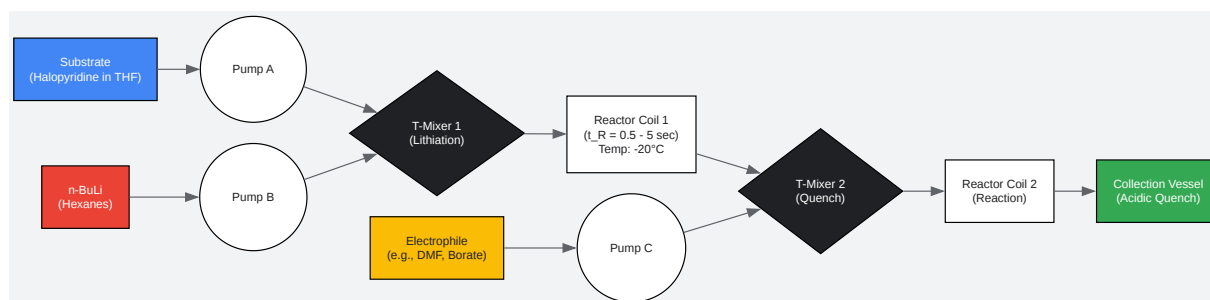 Substrate
(Halopyridine in THF)
Pump A
T-Mixer 1
(Lithiation)
Reactor Coil 1
(t_R = 0.5 - 5 sec)
Temp: -20°C
n-BuLi
(Hexanes)
Pump B
Electrophile
(e.g., DMF, Borate)
Pump C
T-Mixer 2
(Quench)
Reactor Coil 2
(Reaction)
Collection Vessel
(Acidic Quench)